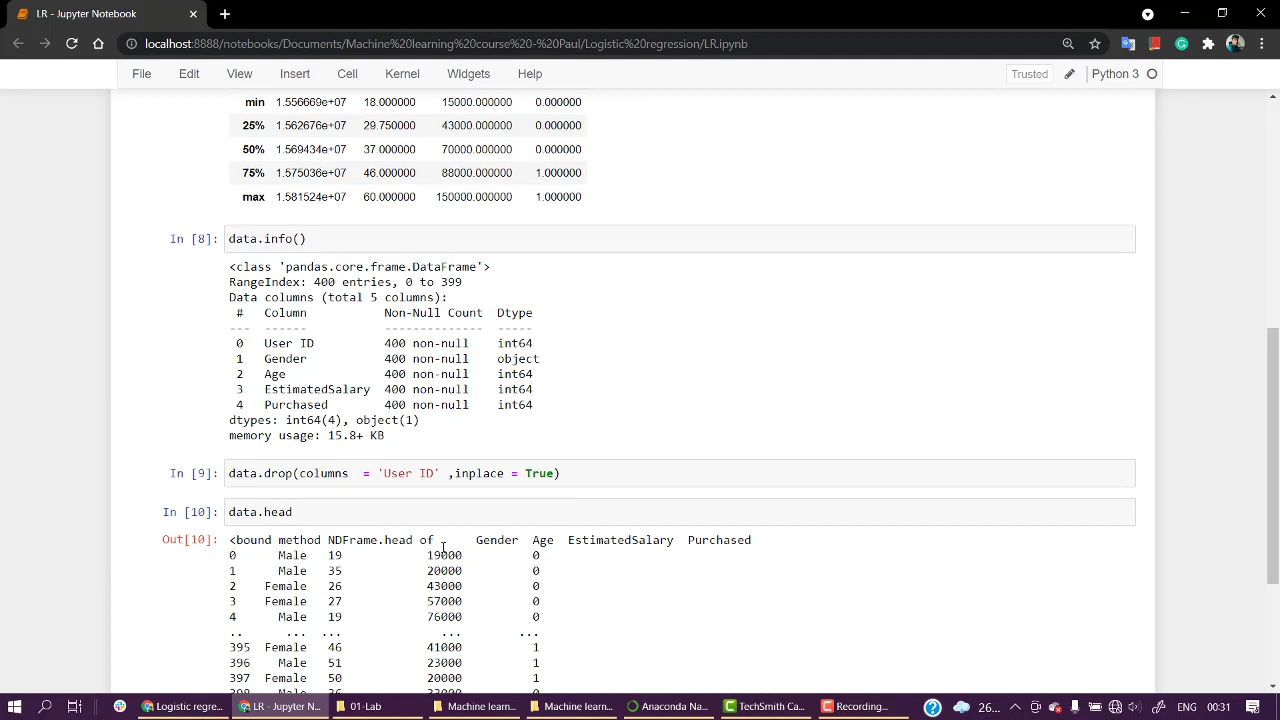 LR - Jupyter Notebook
localhost:8888/notebooks/Documents/Machine%20learning%20course%20-%20Paul/Logistic%20regression/LR.ipynb
File Edit View Insert Cell Kernel Widgets Help Trusted Python 3
min 1.556669e+07 18.000000 15000.000000 0.000000
25% 1.562676e+07 29.750000 43000.000000 0.000000
50% 1.569434e+07 37.000000 70000.000000 0.000000
75% 1.575036e+07 46.000000 88000.000000 1.000000
max 1.581524e+07 60.000000 150000.000000 1.000000
In [8]: data.info()
<class 'pandas.core.frame.DataFrame'>
RangeIndex: 400 entries, 0 to 399
Data columns (total 5 columns):
# Column Non-Null Count Dtype
--- ------ -------------- -----
0 User ID 400 non-null int64
1 Gender 400 non-null object
2 Age 400 non-null int64
3 EstimatedSalary 400 non-null int64
4 Purchased 400 non-null int64
dtypes: int64(4), object(1)
memory usage: 15.8+ KB
In [9]: data.drop(columns  = 'User ID' ,inplace = True)
In [10]: data.head
Out[10]: <bound method NDFrame.head of Gender Age EstimatedSalary Purchased
0 Male 19 19000 0
1 Male 35 20000 0
2 Female 26 43000 0
3 Female 27 57000 0
4 Male 19 76000 0
.. ... ... ... ...
395 Female 46 41000 1
396 Male 51 23000 1
397 Female 50 20000 1
398 Male 36 33000 0
Logistic regre... LR - Jupyter N... 01-Lab Machine learn... Machine learn... Anaconda Na... TechSmith Ca... Recording... 26... ENG 00:31